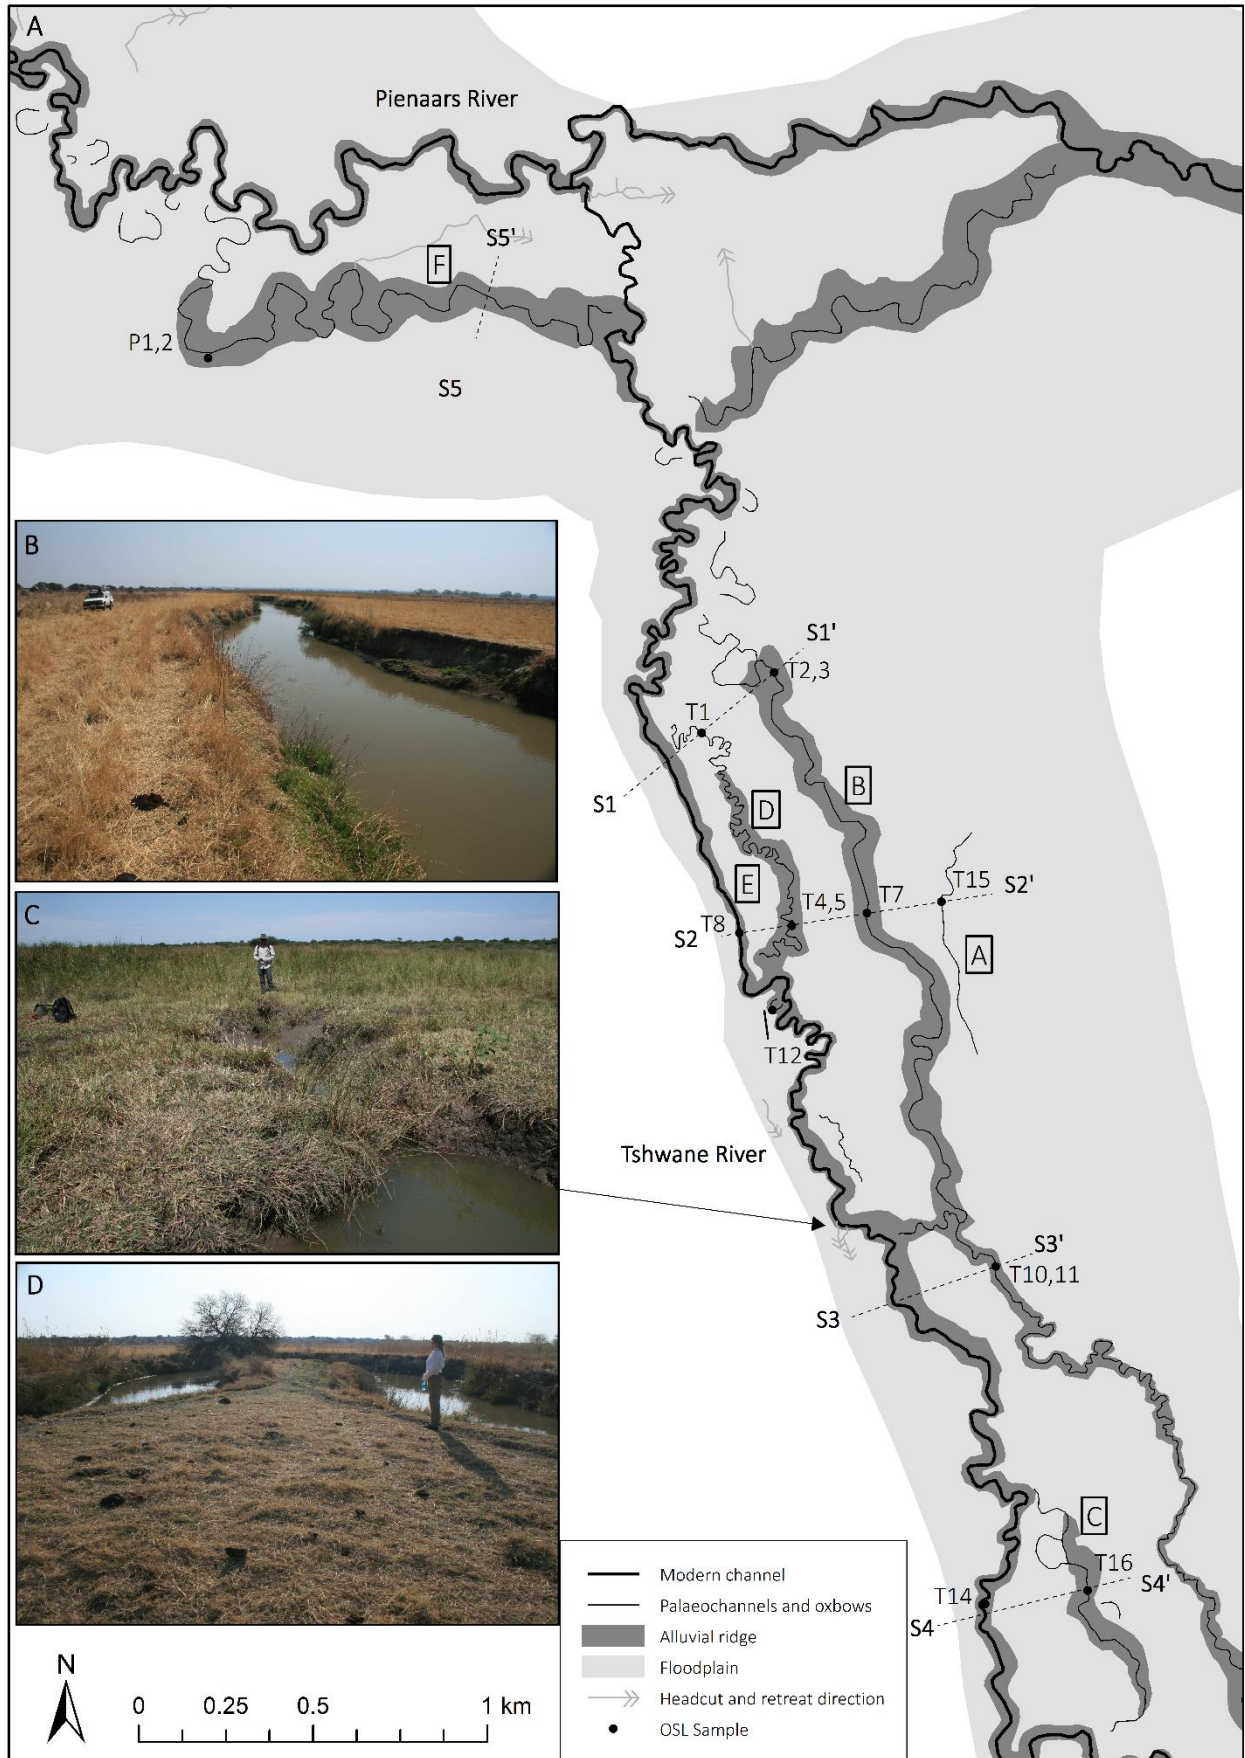 A
Pienaars River
S5'
F
P1,2
S5
B
S1'
T2,3
T1
S1
B
D
E
T4,5
T7
T15
S2'
T8
S2
A
C
T12
Tshwane River
S3'
T10,11
S3
D
C
T16
S4'
T14
S4
Modern channel
Palaeochannels and oxbows
Alluvial ridge
Floodplain
Headcut and retreat direction
OSL Sample
N
0 0.25 0.5 1 km